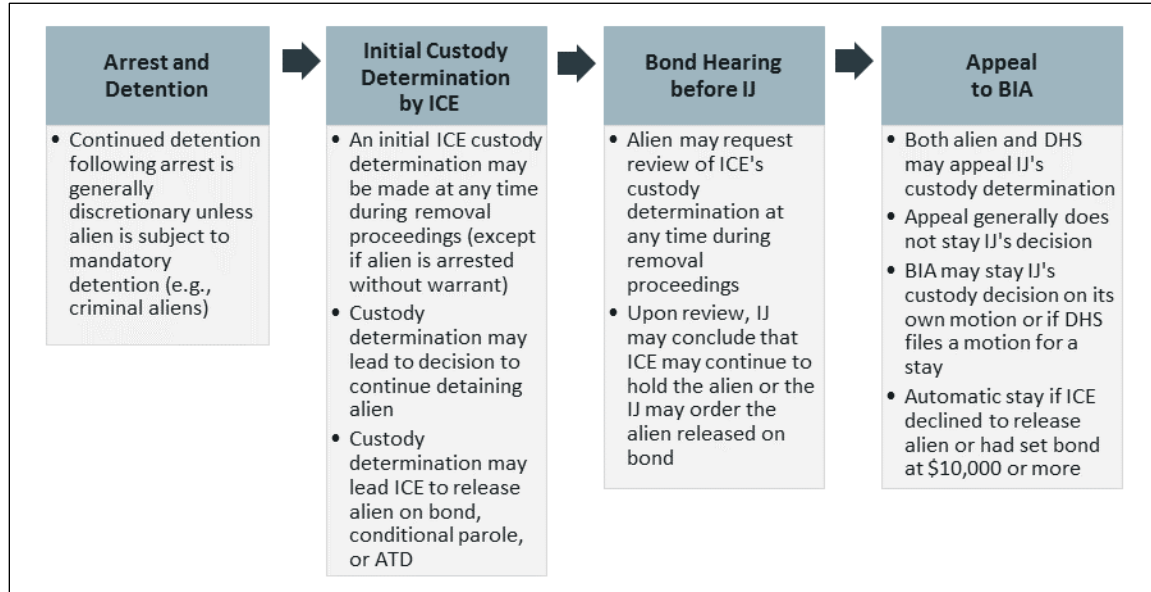 Arrest and
Detention
• Continued detention
following arrest is
generally
discretionary unless
alien is subject to
mandatory
detention (e.g.,
criminal aliens)
Initial Custody
Determination
by ICE
• An initial ICE custody
determination may
be made at any time
during removal
proceedings (except
if alien is arrested
without warrant)
• Custody
determination may
lead to decision to
continue detaining
alien
• Custody
determination may
lead ICE to release
alien on bond,
conditional parole,
or ATD
Bond Hearing
before IJ
• Alien may request
review of ICE's
custody
determination at
any time during
removal
proceedings
• Upon review, IJ
may conclude that
ICE may continue to
hold the alien or the
IJ may order the
alien released on
bond
Appeal
to BIA
• Both alien and DHS
may appeal IJ's
custody determination
• Appeal generally does
not stay IJ's decision
• BIA may stay IJ's
custody decision on its
own motion or if DHS
files a motion for a
stay
• Automatic stay if ICE
declined to release
alien or had set bond
at $10,000 or more